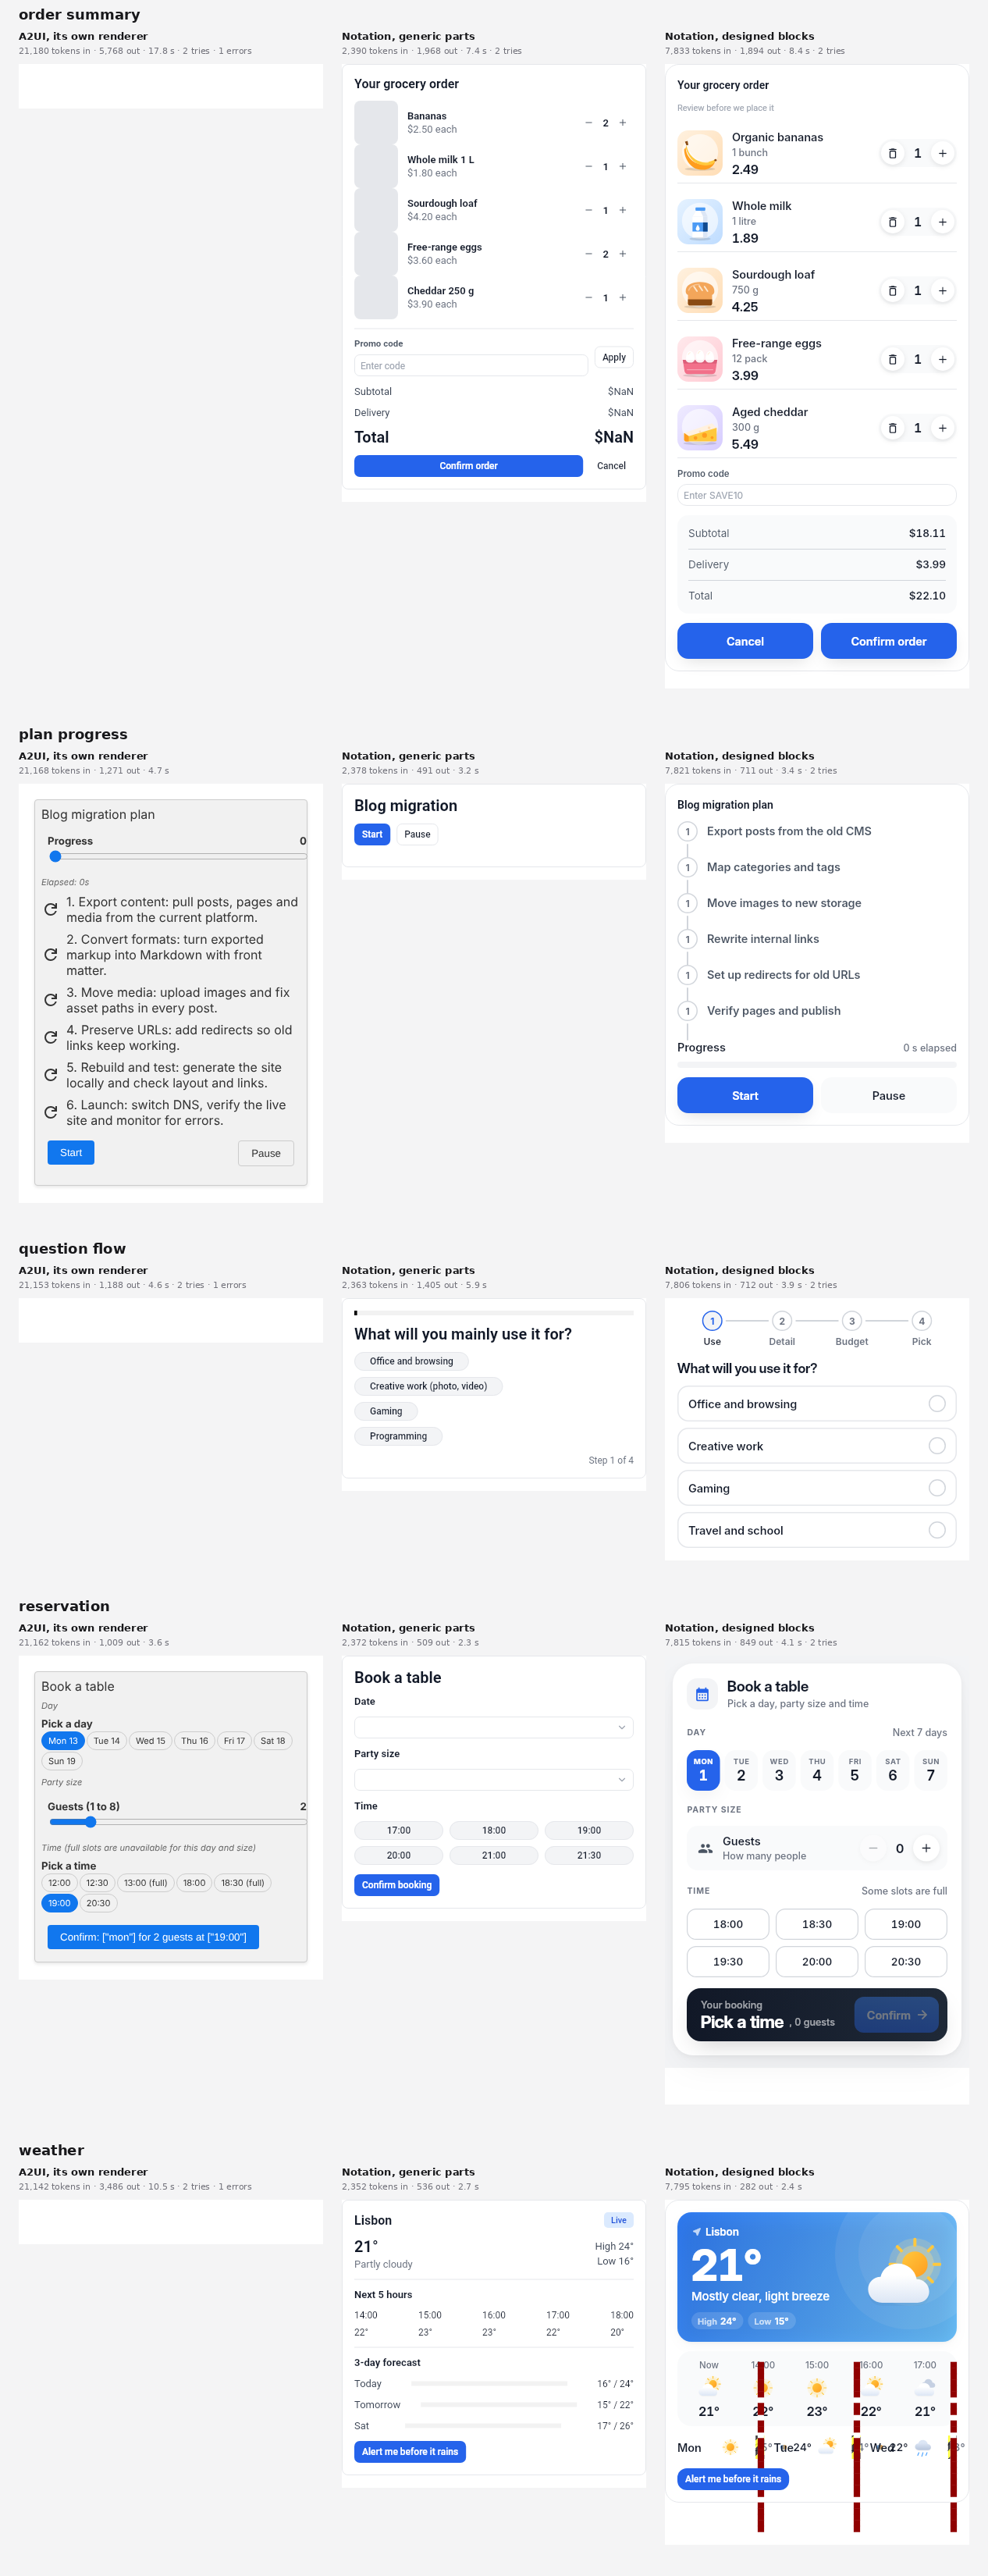 order summary
A2UI, its own renderer
21,180 tokens in · 5,768 out · 17.8 s · 2 tries · 1 errors
Notation, generic parts
2,390 tokens in · 1,968 out · 7.4 s · 2 tries
Your grocery order
Bananas
$2.50 each
− 2 +
Whole milk 1 L
$1.80 each
− 1 +
Sourdough loaf
$4.20 each
− 1 +
Free-range eggs
$3.60 each
− 2 +
Cheddar 250 g
$3.90 each
− 1 +
Promo code
Enter code
Apply
Subtotal $NaN
Delivery $NaN
Total $NaN
Confirm order Cancel
Notation, designed blocks
7,833 tokens in · 1,894 out · 8.4 s · 2 tries
Your grocery order
Review before we place it
Organic bananas
1 bunch
2.49
1 +
Whole milk
1 litre
1.89
1 +
Sourdough loaf
750 g
4.25
1 +
Free-range eggs
12 pack
3.99
1 +
Aged cheddar
300 g
5.49
1 +
Promo code
Enter SAVE10
Subtotal $18.11
Delivery $3.99
Total $22.10
Cancel Confirm order
plan progress
A2UI, its own renderer
21,168 tokens in · 1,271 out · 4.7 s
Blog migration plan
Progress 0
Elapsed: 0s
1. Export content: pull posts, pages and
media from the current platform.
2. Convert formats: turn exported
markup into Markdown with front
matter.
3. Move media: upload images and fix
asset paths in every post.
4. Preserve URLs: add redirects so old
links keep working.
5. Rebuild and test: generate the site
locally and check layout and links.
6. Launch: switch DNS, verify the live
site and monitor for errors.
Start Pause
Notation, generic parts
2,378 tokens in · 491 out · 3.2 s
Blog migration
Start Pause
Notation, designed blocks
7,821 tokens in · 711 out · 3.4 s · 2 tries
Blog migration plan
1 Export posts from the old CMS
1 Map categories and tags
1 Move images to new storage
1 Rewrite internal links
1 Set up redirects for old URLs
1 Verify pages and publish
Progress 0 s elapsed
Start Pause
question flow
A2UI, its own renderer
21,153 tokens in · 1,188 out · 4.6 s · 2 tries · 1 errors
Notation, generic parts
2,363 tokens in · 1,405 out · 5.9 s
What will you mainly use it for?
Office and browsing
Creative work (photo, video)
Gaming
Programming
Step 1 of 4
Notation, designed blocks
7,806 tokens in · 712 out · 3.9 s · 2 tries
1 2 3 4
Use Detail Budget Pick
What will you use it for?
Office and browsing
Creative work
Gaming
Travel and school
reservation
A2UI, its own renderer
21,162 tokens in · 1,009 out · 3.6 s
Book a table
Day
Pick a day
Mon 13 Tue 14 Wed 15 Thu 16 Fri 17 Sat 18
Sun 19
Party size
Guests (1 to 8) 2
Time (full slots are unavailable for this day and size)
Pick a time
12:00 12:30 13:00 (full) 18:00 18:30 (full)
19:00 20:30
Confirm: ["mon"] for 2 guests at ["19:00"]
Notation, generic parts
2,372 tokens in · 509 out · 2.3 s
Book a table
Date
Party size
Time
17:00 18:00 19:00
20:00 21:00 21:30
Confirm booking
Notation, designed blocks
7,815 tokens in · 849 out · 4.1 s · 2 tries
Book a table
Pick a day, party size and time
DAY Next 7 days
MON TUE WED THU FRI SAT SUN
1 2 3 4 5 6 7
PARTY SIZE
Guests
How many people
− 0 +
TIME Some slots are full
18:00 18:30 19:00
19:30 20:00 20:30
Your booking
Pick a time , 0 guests
Confirm →
weather
A2UI, its own renderer
21,142 tokens in · 3,486 out · 10.5 s · 2 tries · 1 errors
Notation, generic parts
2,352 tokens in · 536 out · 2.7 s
Lisbon Live
21°
Partly cloudy
High 24°
Low 16°
Next 5 hours
14:00 15:00 16:00 17:00 18:00
22° 23° 23° 22° 20°
3-day forecast
Today 16° / 24°
Tomorrow 15° / 22°
Sat 17° / 26°
Alert me before it rains
Notation, designed blocks
7,795 tokens in · 282 out · 2.4 s
Lisbon
21°
Mostly clear, light breeze
High 24° Low 15°
Now 15:00 16:00 17:00
21° 23° 22° 21°
Mon Tue 24° Wed 22°
Alert me before it rains